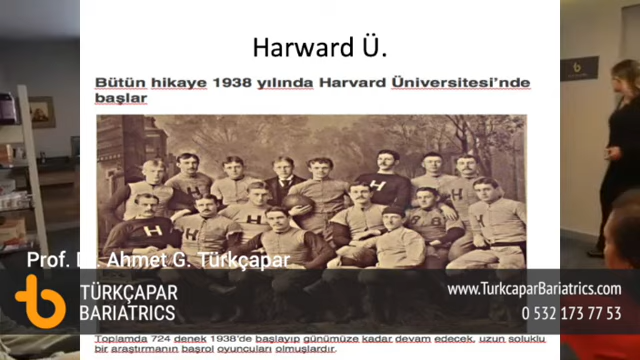 Harward Ü.
Bütün hikaye 1938 yılında Harvard Üniversitesi'nde
başlar
H
H
H
H
H
Prof. Ahmet G. Türkçapar
TÜRKÇAPAR
BARIATRICS
www.TurkcaparBariatrics.com
0 532 173 77 53
Toplamda 724 denek 1938'de başlayıp günümüze kadar devam edecek, uzun soluklu
bir araştırmanın başrol oyuncuları olmuşlardır.